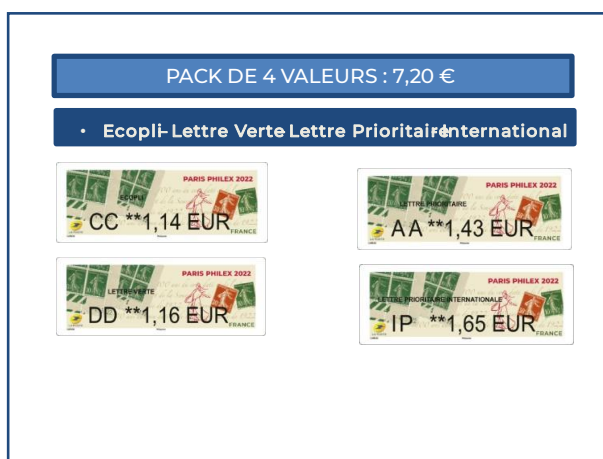 PACK DE 4 VALEURS : 7,20 €
• Ecopli– Lettre Verte Lettre Prioritaire-International
PARIS PHILEX 2022
ECOPLI
CC **1,14 EUR
FRANCE
PARIS PHILEX 2022
LETTRE PRIORITAIRE
AA **1,43 EUR
FRANCE
PARIS PHILEX 2022
LETTRE VERTE
DD **1,16 EUR
FRANCE
PARIS PHILEX 2022
LETTRE PRIORITAIRE INTERNATIONALE
IP **1,65 EUR
FRANCE